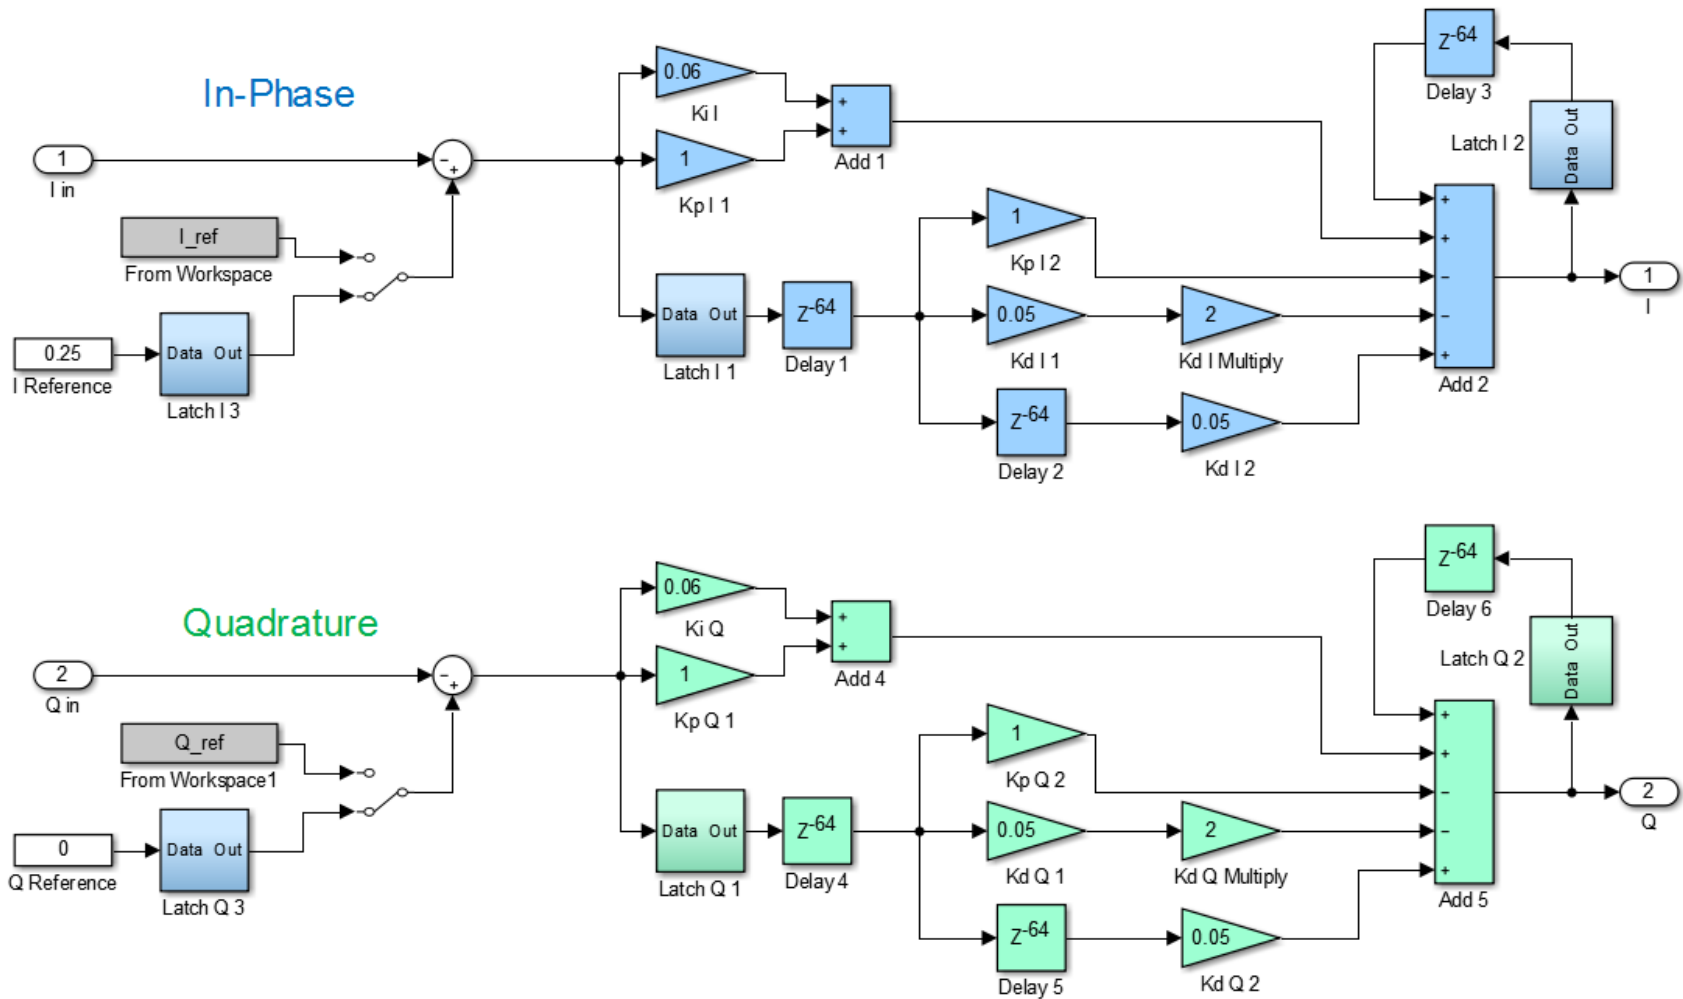 In-Phase
1
I in
I_ref
From Workspace
0.25
I Reference
Data Out
Latch I 3
- +
0.06
Ki I
1
Kp I 1
+
+
Add 1
Data Out
Latch I 1
Z-64
Delay 1
1
Kp I 2
0.05
Kd I 1
2
Kd I Multiply
Z-64
Delay 2
0.05
Kd I 2
Z-64
Delay 3
Latch I 2
Data Out
+
+
-
-
+
Add 2
1
I
Quadrature
2
Q in
Q_ref
From Workspace1
0
Q Reference
Data Out
Latch Q 3
- +
0.06
Ki Q
1
Kp Q 1
+
+
Add 4
Data Out
Latch Q 1
Z-64
Delay 4
1
Kp Q 2
0.05
Kd Q 1
2
Kd Q Multiply
Z-64
Delay 5
0.05
Kd Q 2
Z-64
Delay 6
Latch Q 2
Data Out
+
+
-
-
+
Add 5
2
Q